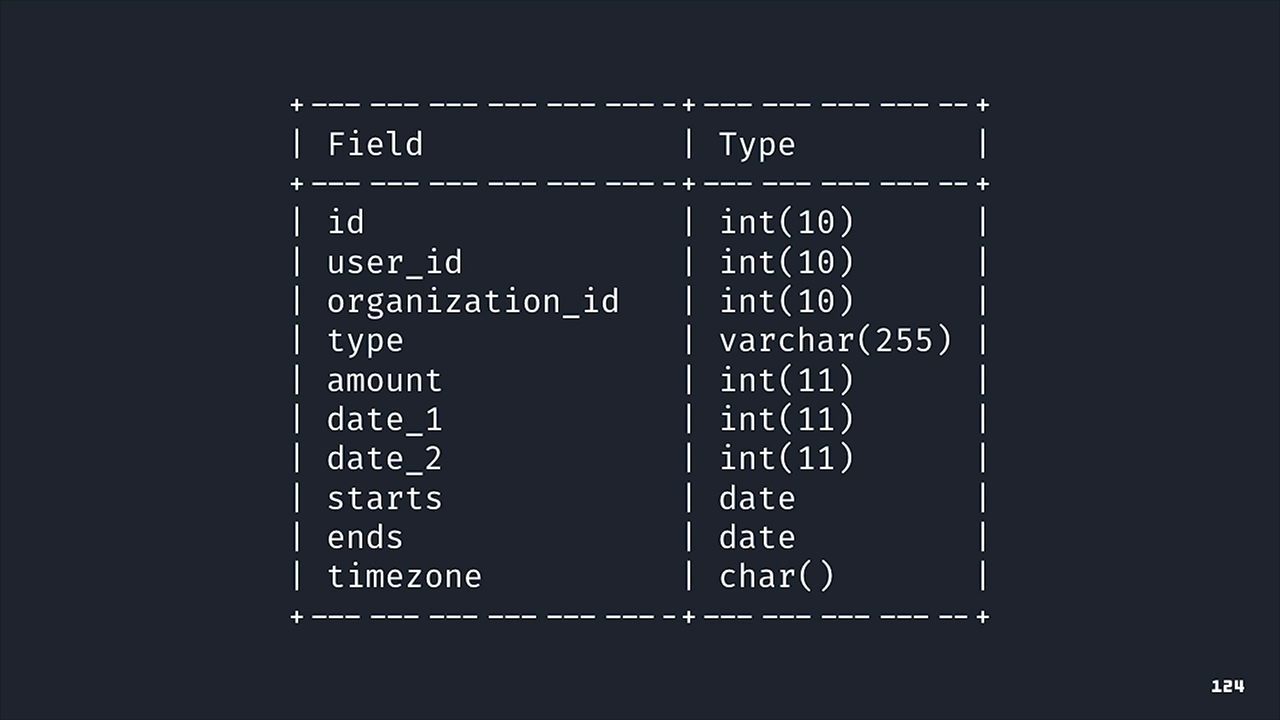 +--- --- --- --- --- ----+--- --- --- --- --+
| Field | Type |
+--- --- --- --- --- ----+--- --- --- --- --+
| id | int(10) |
| user_id | int(10) |
| organization_id | int(10) |
| type | varchar(255) |
| amount | int(11) |
| date_1 | int(11) |
| date_2 | int(11) |
| starts | date |
| ends | date |
| timezone | char() |
+--- --- --- --- --- ----+--- --- --- --- --+
124